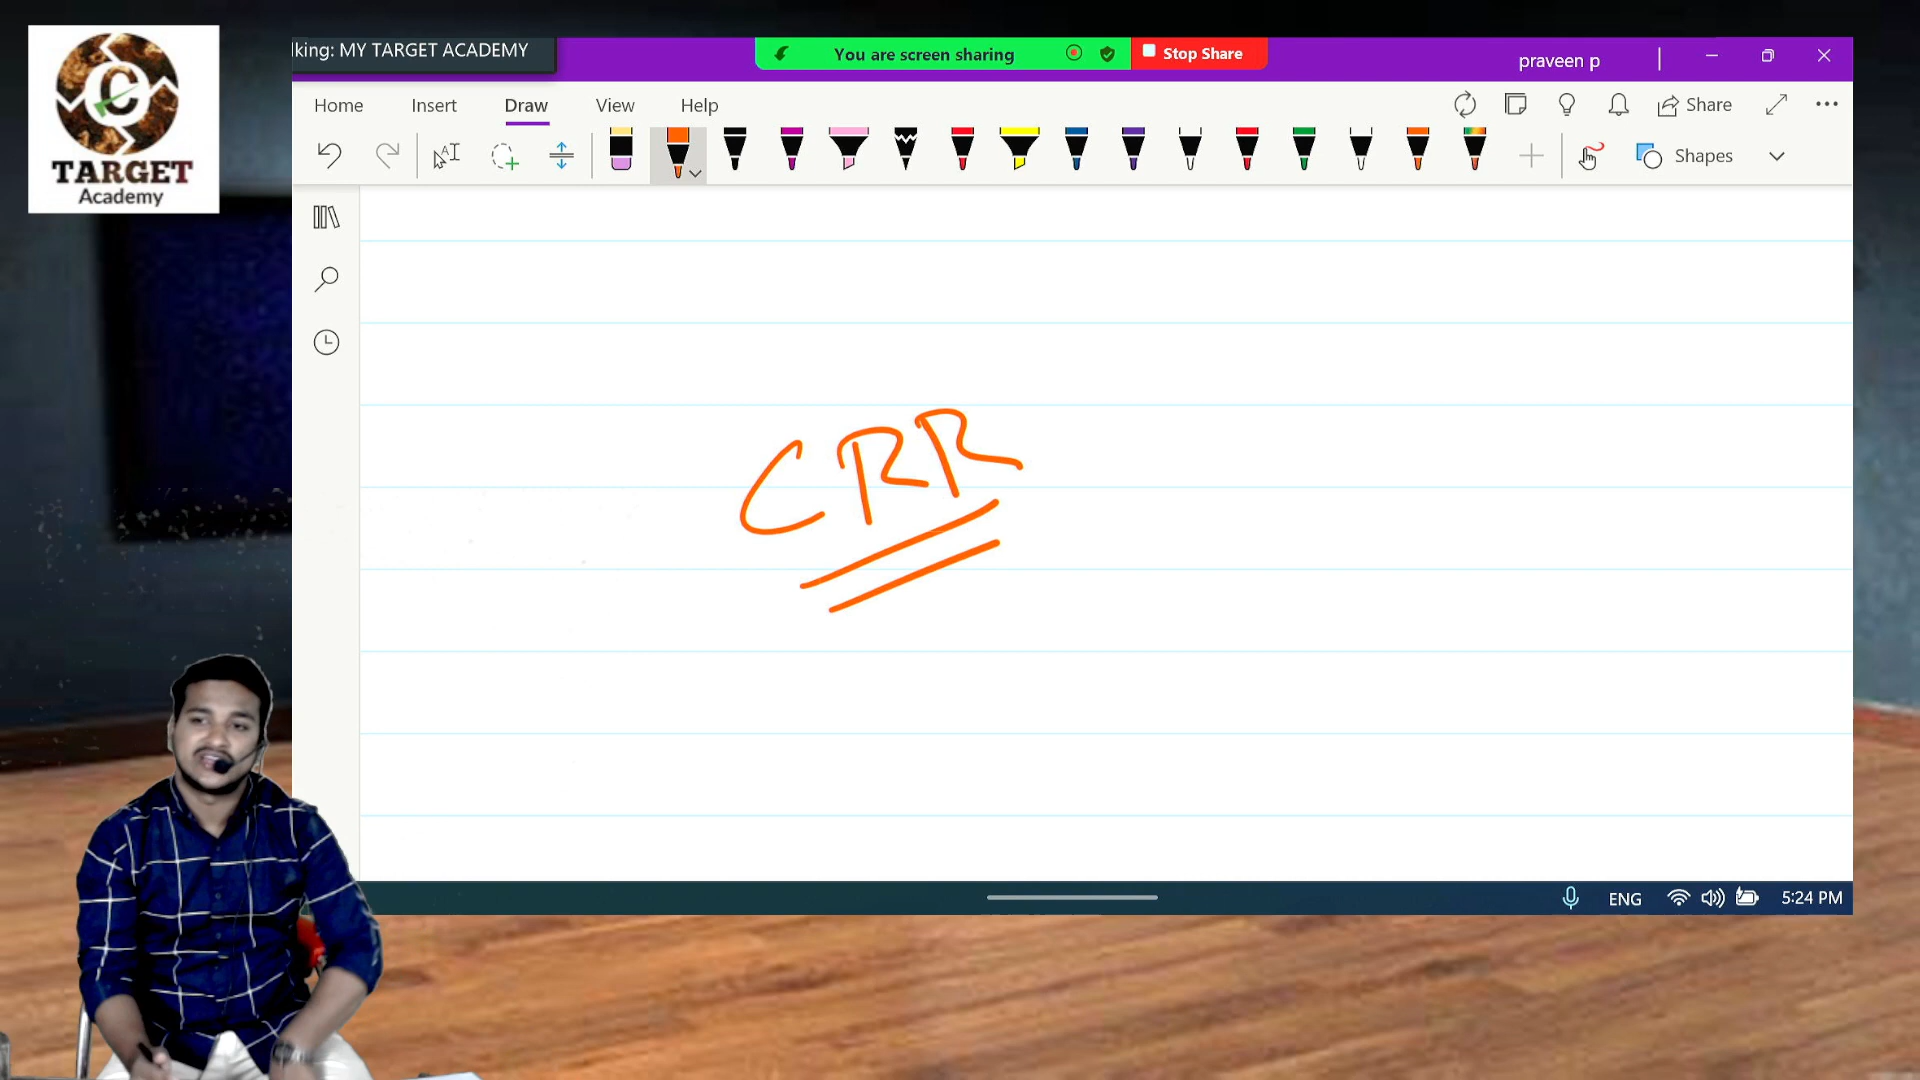 C
TARGET
Academy
lking: MY TARGET ACADEMY
You are screen sharing
Stop Share
praveen p
Home Insert Draw View Help
Share
Shapes
CRR
ENG 5:24 PM